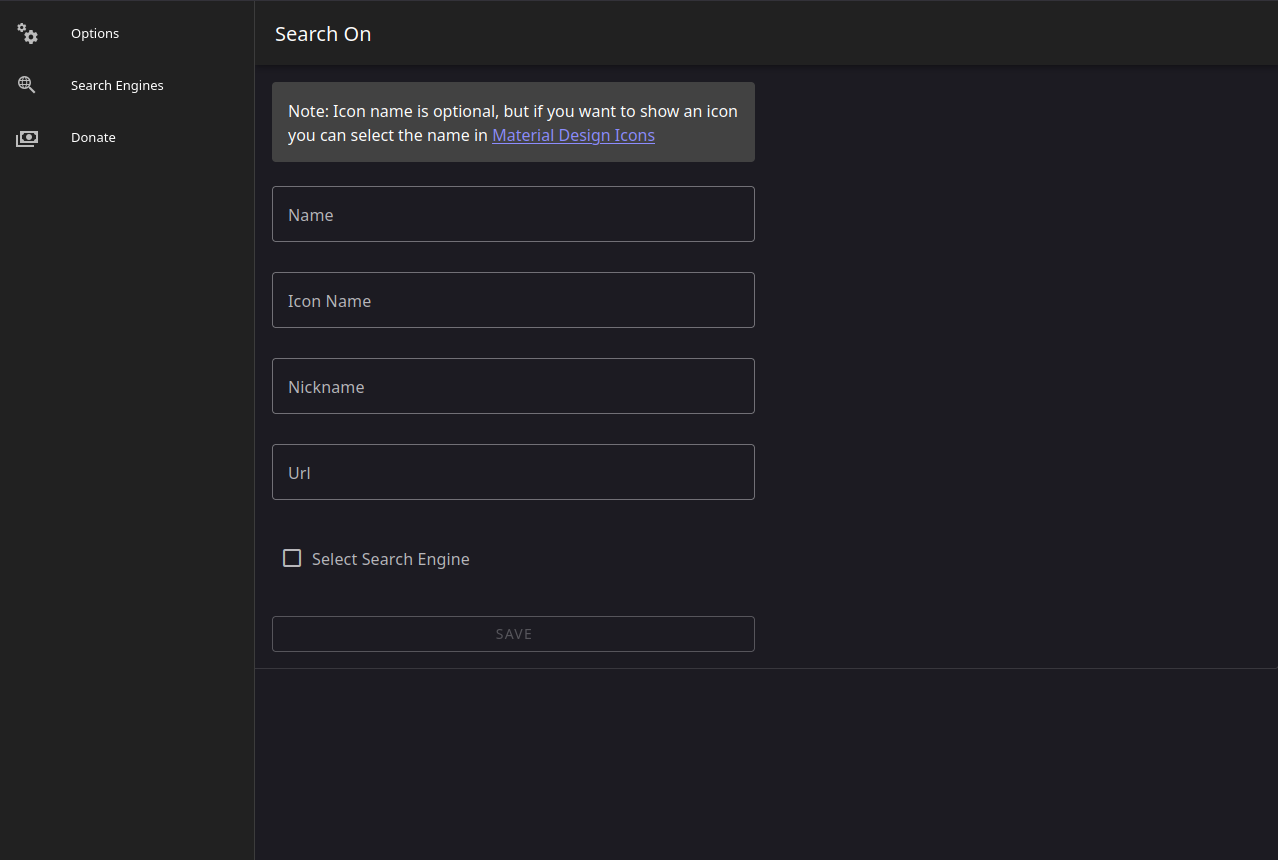 Options
Search Engines
Donate
Search On
Note: Icon name is optional, but if you want to show an icon
you can select the name in Material Design Icons
Name
Icon Name
Nickname
Url
Select Search Engine
SAVE